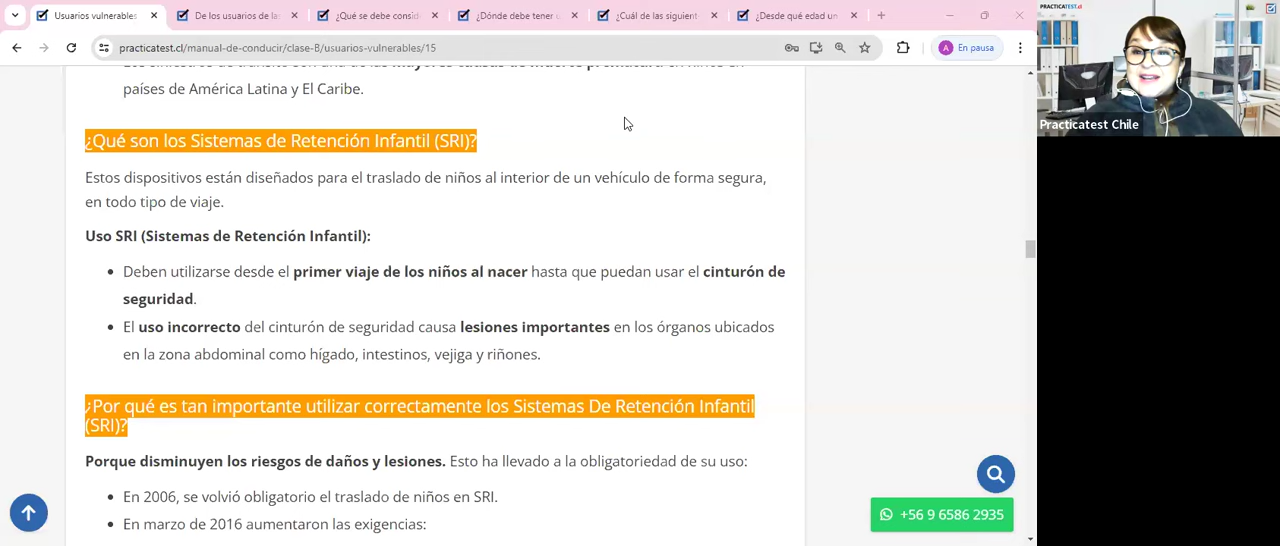 Usuarios vulnerables
De los usuarios de la
¿Qué se debe consid
¿Dónde debe tener u
¿Cuál de las siguient
¿Desde qué edad un
practicatest.cl/manual-de-conducir/clase-B/usuarios-vulnerables/15
A En pausa
PRACTICATEST.cl
Practicatest Chile
países de América Latina y El Caribe.
¿Qué son los Sistemas de Retención Infantil (SRI)?
Estos dispositivos están diseñados para el traslado de niños al interior de un vehículo de forma segura,
en todo tipo de viaje.
Uso SRI (Sistemas de Retención Infantil):
Deben utilizarse desde el primer viaje de los niños al nacer hasta que puedan usar el cinturón de
seguridad.
El uso incorrecto del cinturón de seguridad causa lesiones importantes en los órganos ubicados
en la zona abdominal como hígado, intestinos, vejiga y riñones.
¿Por qué es tan importante utilizar correctamente los Sistemas De Retención Infantil
(SRI)?
Porque disminuyen los riesgos de daños y lesiones. Esto ha llevado a la obligatoriedad de su uso:
En 2006, se volvió obligatorio el traslado de niños en SRI.
En marzo de 2016 aumentaron las exigencias:
+56 9 6586 2935